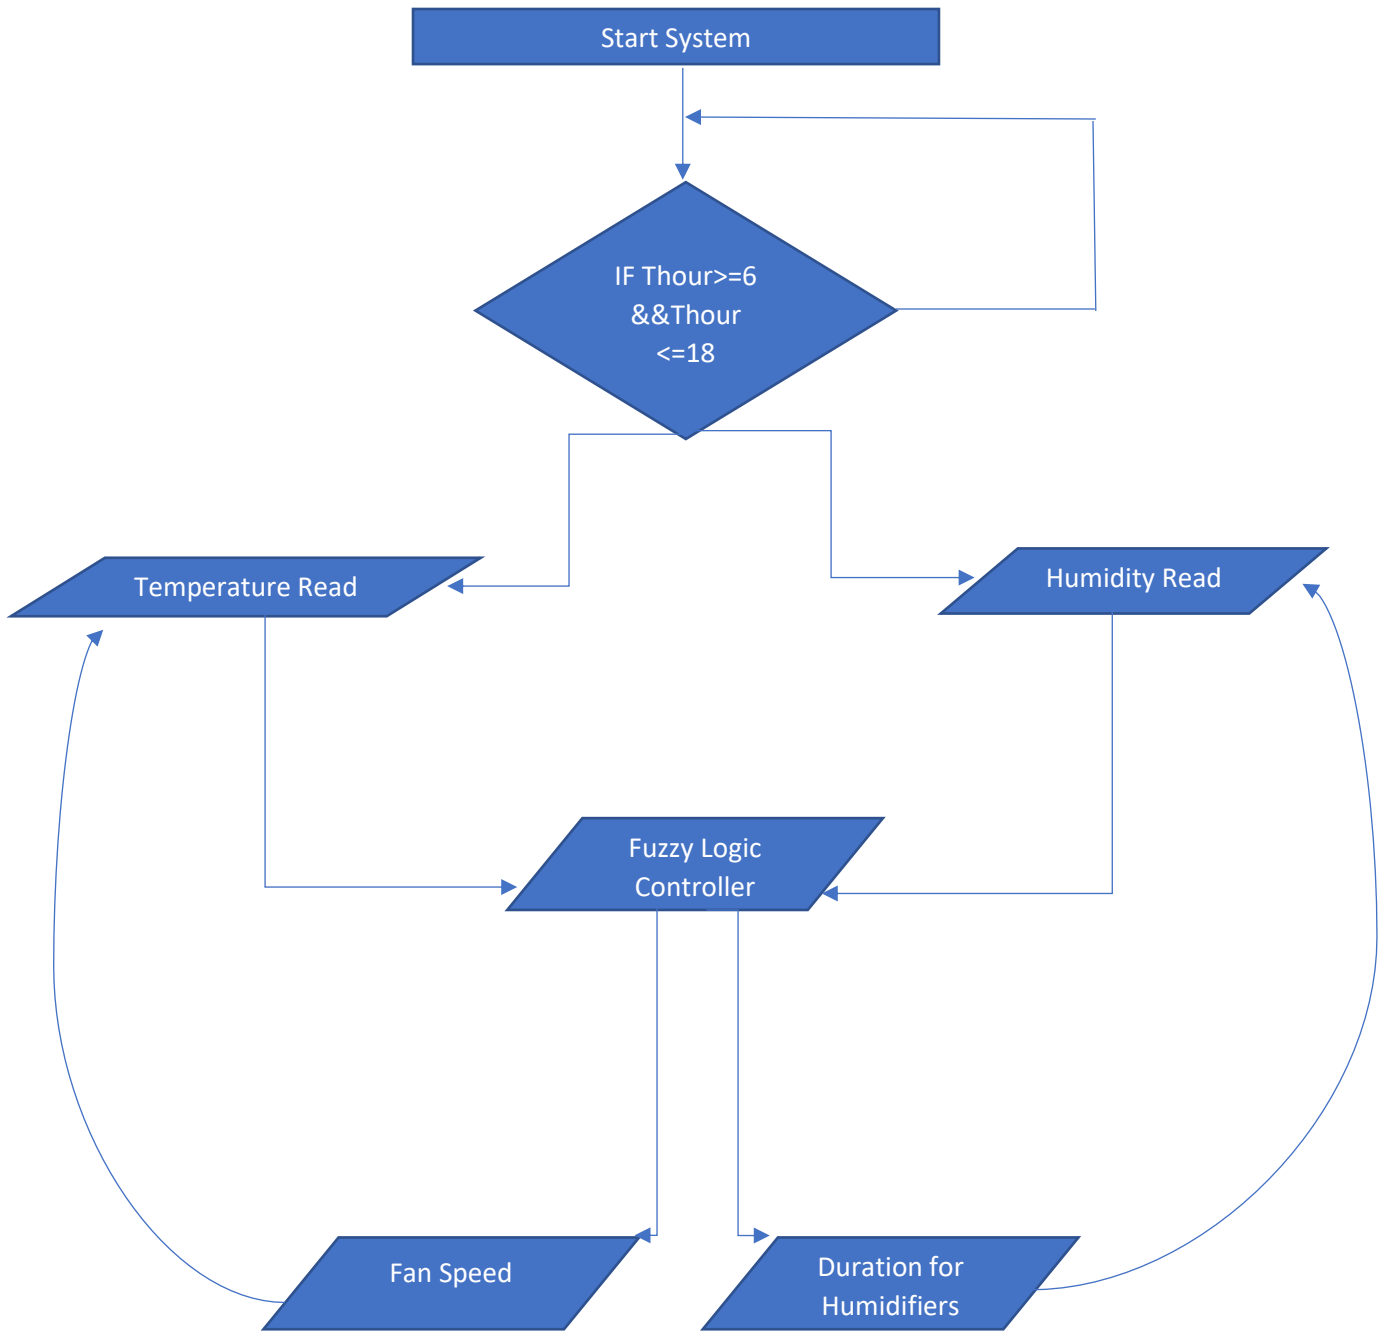 Start System
IF Thour>=6
&&Thour
<=18
Temperature Read
Humidity Read
Fuzzy Logic
Controller
Fan Speed
Duration for
Humidifiers